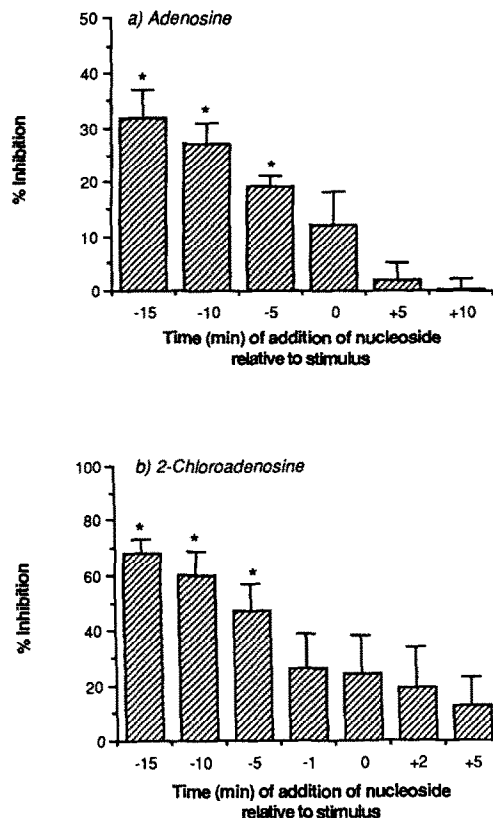 a) Adenosine
50
40
30
20
10
0
% Inhibition
* * *
-15 -10 -5 0 +5 +10
Time (min) of addition of nucleoside
relative to stimulus
b) 2-Chloroadenosine
100
80
60
40
20
0
% Inhibition
* * *
-15 -10 -5 -1 0 +2 +5
Time (min) of addition of nucleoside
relative to stimulus